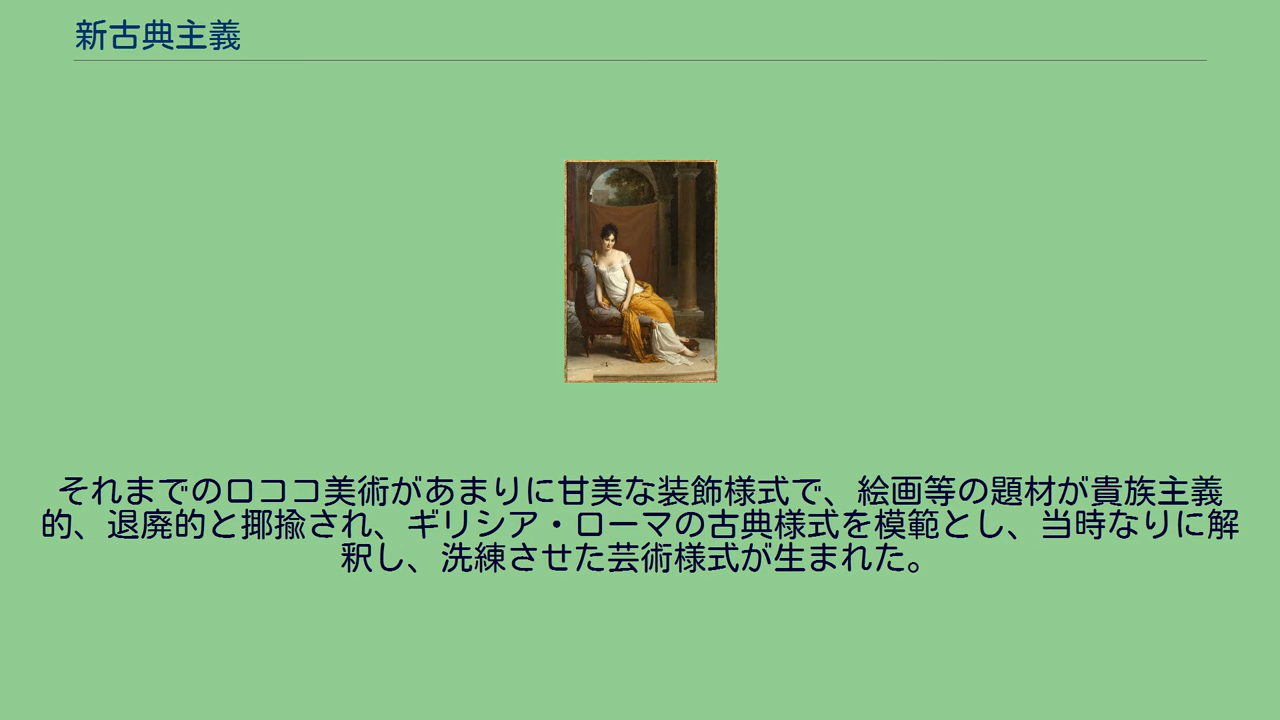 新古典主義
それまでのロココ美術があまりに甘美な装飾様式で、絵画等の題材が貴族主義
的、退廃的と揶揄され、ギリシア・ローマの古典様式を模範とし、当時なりに解
釈し、洗練させた芸術様式が生まれた。